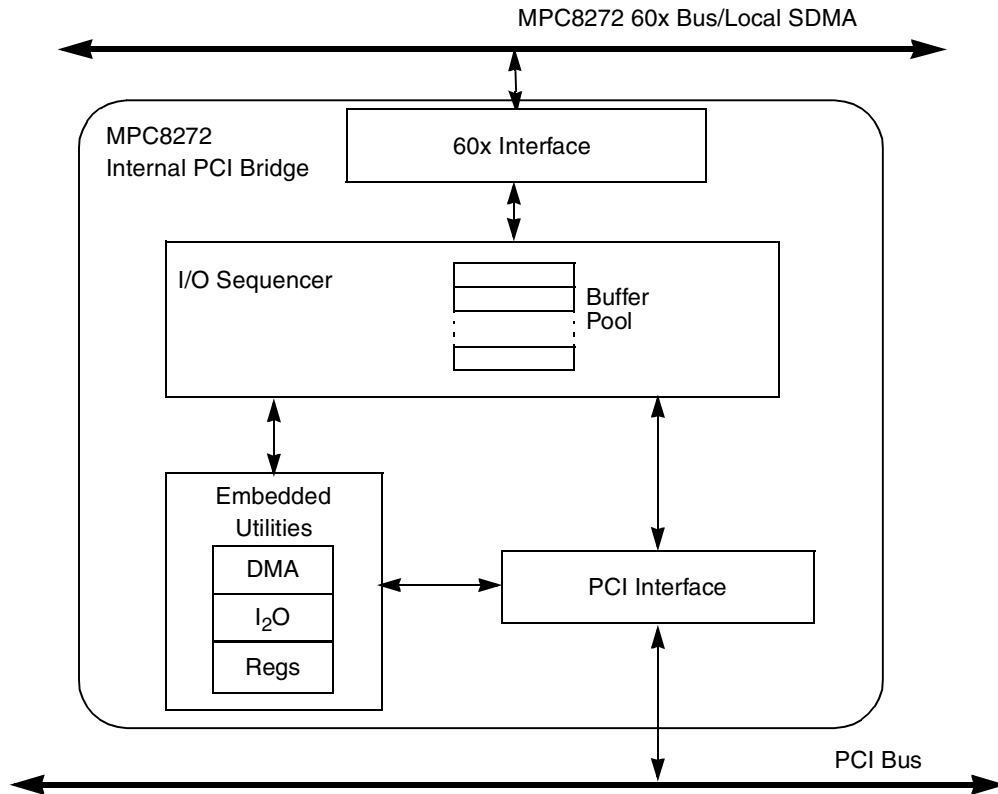 MPC8272 60x Bus/Local SDMA
MPC8272
Internal PCI Bridge
60x Interface
I/O Sequencer
Buffer
Pool
Embedded
Utilities
DMA
I₂O
Regs
PCI Interface
PCI Bus